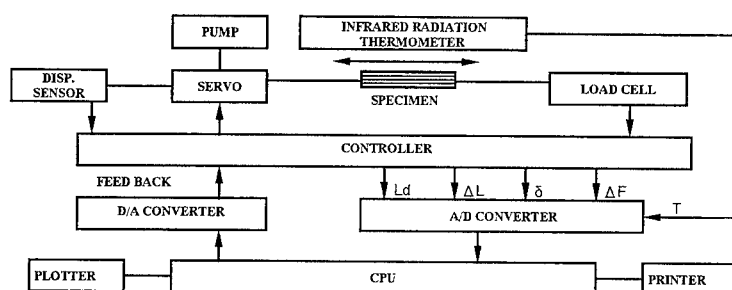 PUMP
INFRARED RADIATION
THERMOMETER
DISP.
SENSOR
SERVO
SPECIMEN
LOAD CELL
CONTROLLER
FEED BACK
Ld
ΔL
δ
ΔF
D/A CONVERTER
A/D CONVERTER
T
PLOTTER
CPU
PRINTER